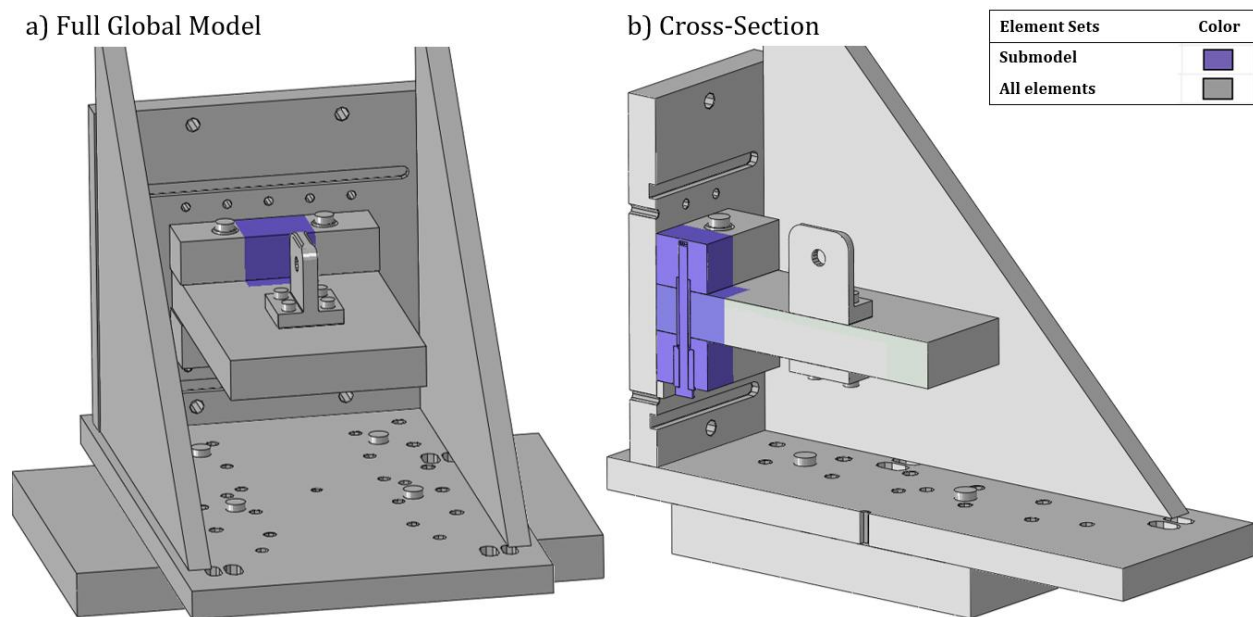 a) Full Global Model
b) Cross-Section
Element Sets Color
Submodel
All elements